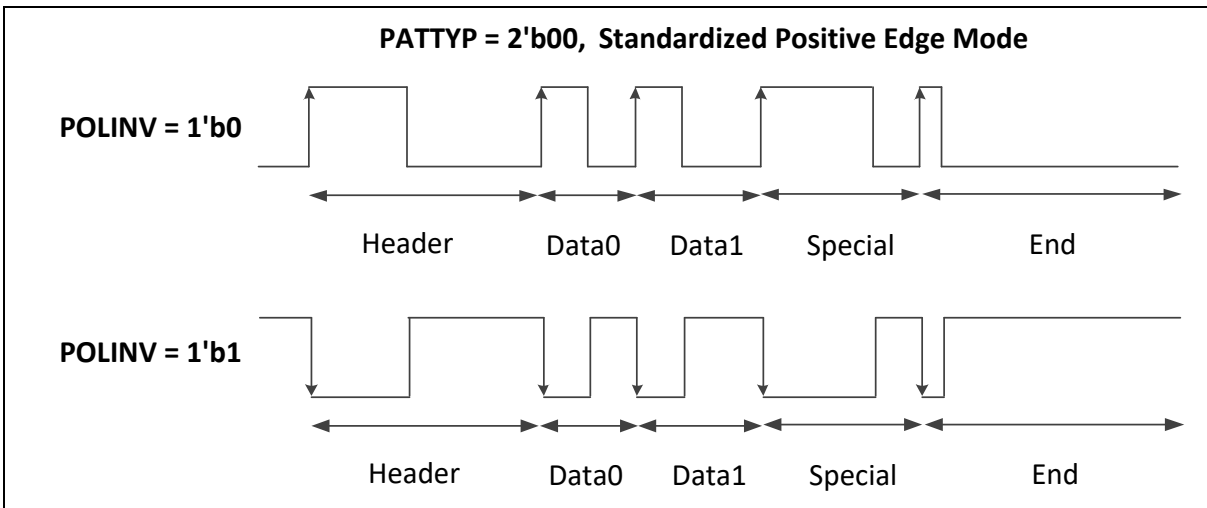 PATTYP = 2'b00, Standardized Positive Edge Mode
POLINV = 1'b0
Header Data0 Data1 Special End
POLINV = 1'b1
Header Data0 Data1 Special End